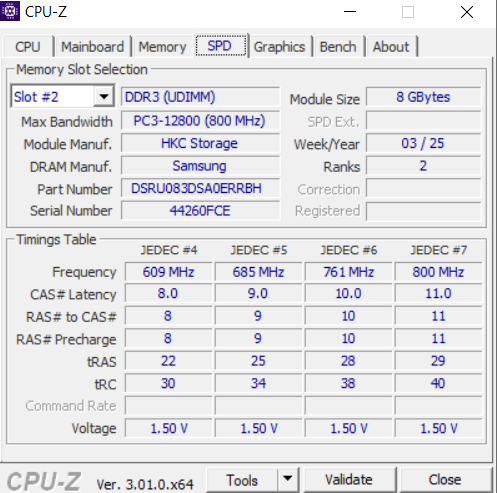 CPU-Z
CPU Mainboard Memory SPD Graphics Bench About
Memory Slot Selection
Slot #2 DDR3 (UDIMM) Module Size 8 GBytes
Max Bandwidth PC3-12800 (800 MHz) SPD Ext.
Module Manuf. HKC Storage Week/Year 03 / 25
DRAM Manuf. Samsung Ranks 2
Part Number DSRU083DSA0ERRBH Correction
Serial Number 44260FCE Registered
Timings Table
JEDEC #4 JEDEC #5 JEDEC #6 JEDEC #7
Frequency 609 MHz 685 MHz 761 MHz 800 MHz
CAS# Latency 8.0 9.0 10.0 11.0
RAS# to CAS# 8 9 10 11
RAS# Precharge 8 9 10 11
tRAS 22 25 28 29
tRC 30 34 38 40
Command Rate
Voltage 1.50 V 1.50 V 1.50 V 1.50 V
CPU-Z Ver. 3.01.0.x64 Tools Validate Close